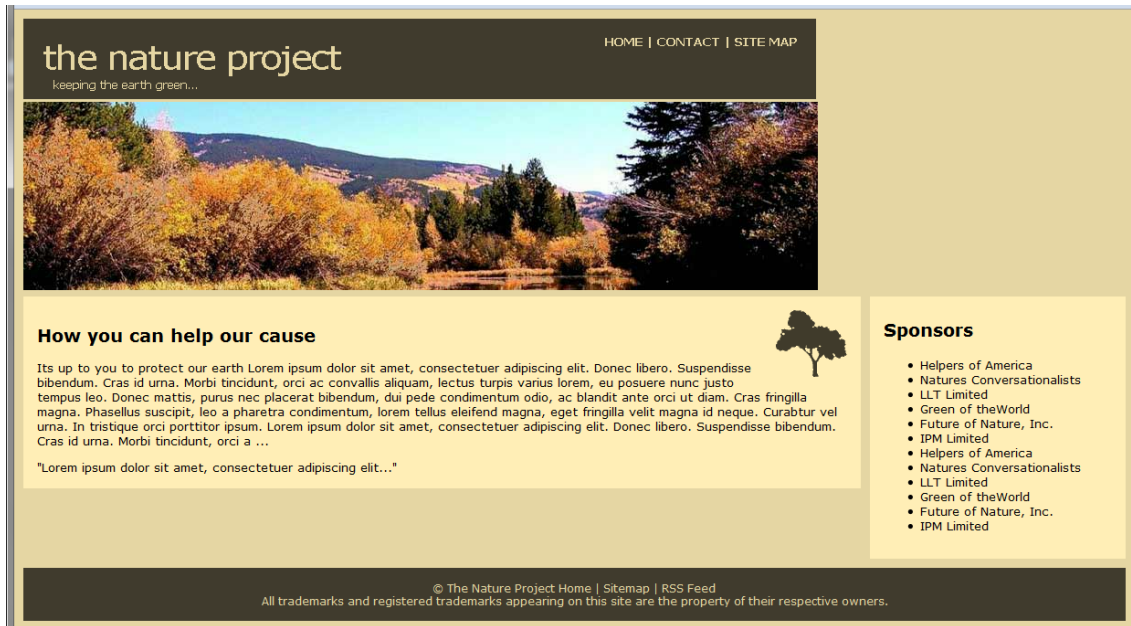 the nature project
keeping the earth green...
HOME | CONTACT | SITE MAP
How you can help our cause
Its up to you to protect our earth Lorem ipsum dolor sit amet, consectetuer adipiscing elit. Donec libero. Suspendisse
bibendum. Cras id urna. Morbi tincidunt, orci ac convallis aliquam, lectus turpis varius lorem, eu posuere nunc justo
tempus leo. Donec mattis, purus nec placerat bibendum, dui pede condimentum odio, ac blandit ante orci ut diam. Cras fringilla
magna. Phasellus suscipit, leo a pharetra condimentum, lorem tellus eleifend magna, eget fringilla velit magna id neque. Curabtur vel
urna. In tristique orci porttitor ipsum. Lorem ipsum dolor sit amet, consectetuer adipiscing elit. Donec libero. Suspendisse bibendum.
Cras id urna. Morbi tincidunt, orci a ...
"Lorem ipsum dolor sit amet, consectetuer adipiscing elit..."
Sponsors
Helpers of America
Natures Conversationalists
LLT Limited
Green of theWorld
Future of Nature, Inc.
IPM Limited
Helpers of America
Natures Conversationalists
LLT Limited
Green of theWorld
Future of Nature, Inc.
IPM Limited
© The Nature Project Home | Sitemap | RSS Feed
All trademarks and registered trademarks appearing on this site are the property of their respective owners.